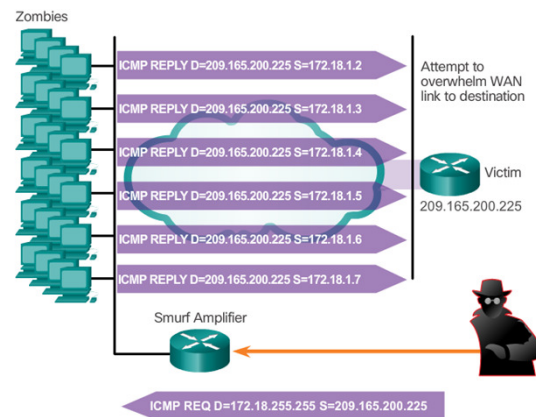 Zombies
ICMP REPLY D=209.165.200.225 S=172.18.1.2
Attempt to
overwhelm WAN
link to destination
ICMP REPLY D=209.165.200.225 S=172.18.1.3
ICMP REPLY D=209.165.200.225 S=172.18.1.4
Victim
ICMP REPLY D=209.165.200.225 S=172.18.1.5
209.165.200.225
ICMP REPLY D=209.165.200.225 S=172.18.1.6
ICMP REPLY D=209.165.200.225 S=172.18.1.7
Smurf Amplifier
ICMP REQ D=172.18.255.255 S=209.165.200.225